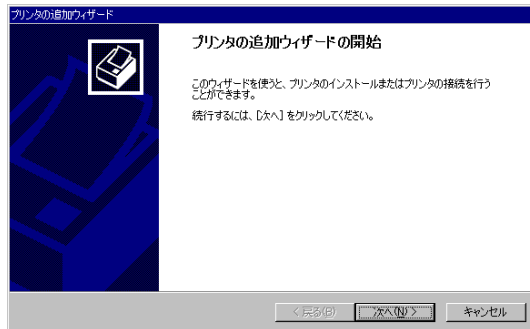 プリンタの追加ウィザード
プリンタの追加ウィザードの開始
このウィザードを使うと、プリンタのインストールまたはプリンタの接続を行う
ことができます。
続行するには、[次へ] をクリックしてください。
< 戻る(B)
次へ(N) >
キャンセル